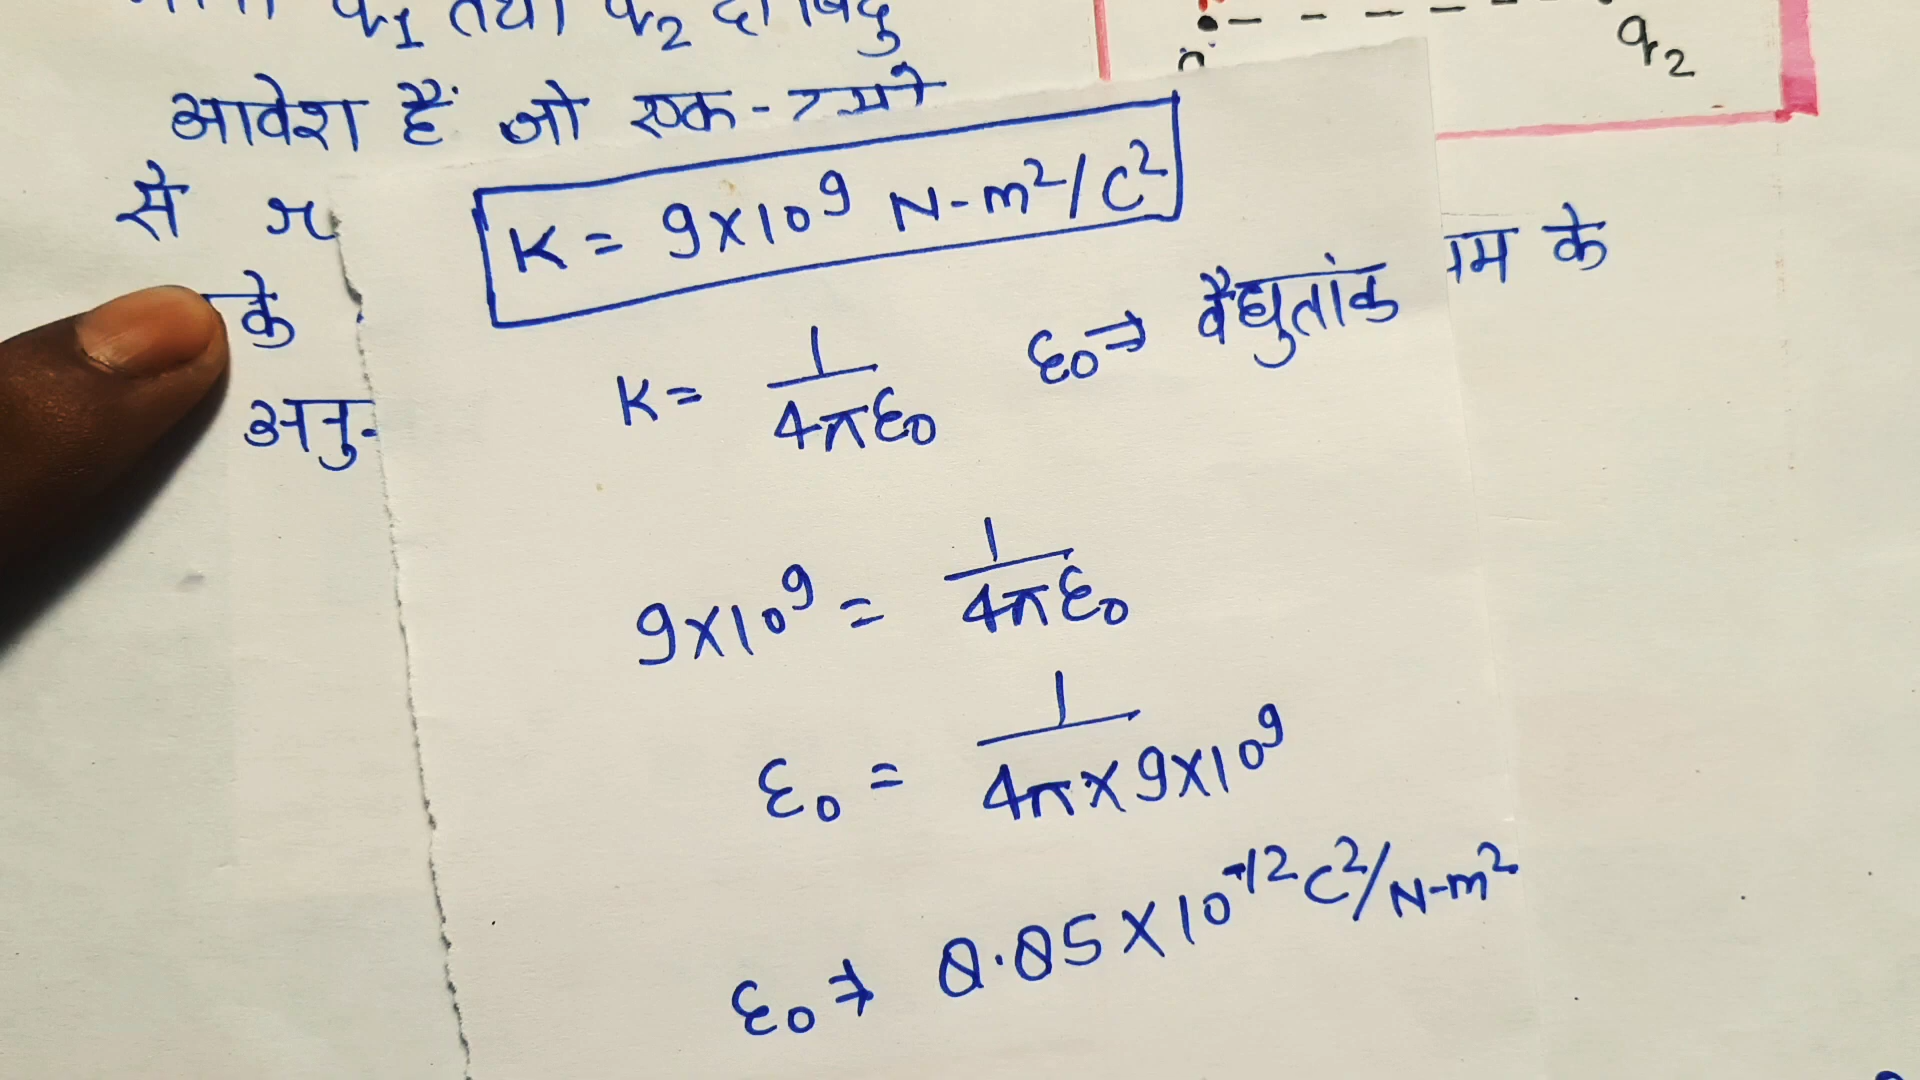 q1 तथा q2 दो बिंदु
q2
आवेश हैं जो एक-
से r
K = 9×10⁹ N-m²/C²
के
के
K = 1/4πε0 ε0 ⇒ वैद्युतांक
अनु
9×10⁹ = 1/4πε0
ε0 = 1/4π×9×10⁹
ε0 ⇒ 8.85×10⁻¹² C²/N-m²